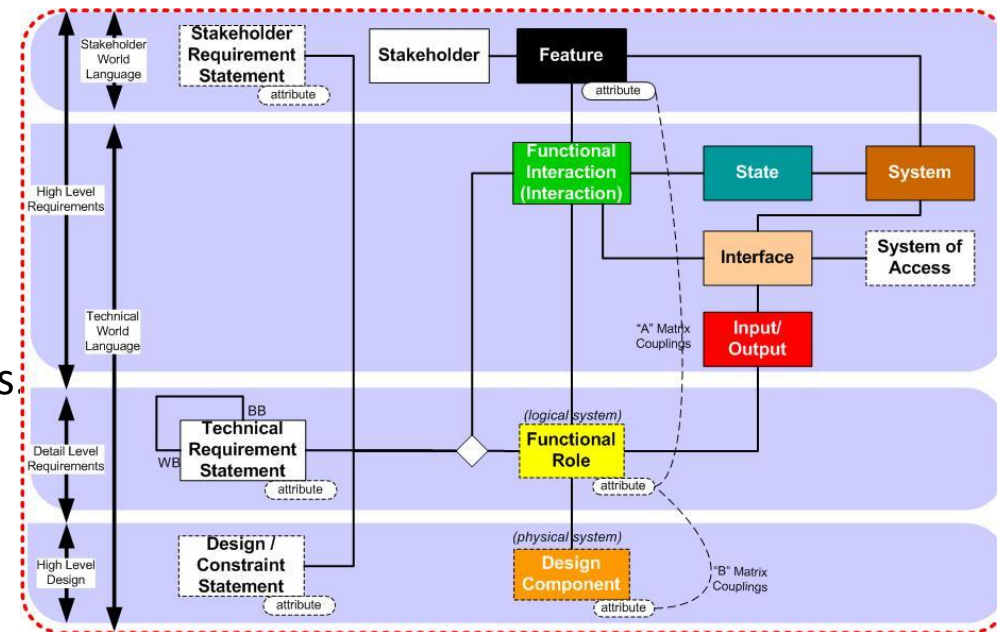 Stakeholder
World
Language
Stakeholder
Requirement
Statement
attribute
Stakeholder
Feature
attribute
High Level
Requirements
Functional
Interaction
(Interaction)
State
System
Interface
System of
Access
Technical
World
Language
"A" Matrix
Couplings
Input/
Output
s.
BB
Technical
Requirement
Statement
WB
attribute
Detail Level
Requirements
(logical system)
Functional
Role
attribute
High Level
Design
Design /
Constraint
Statement
attribute
(physical system)
Design
Component
attribute
"B" Matrix
Couplings